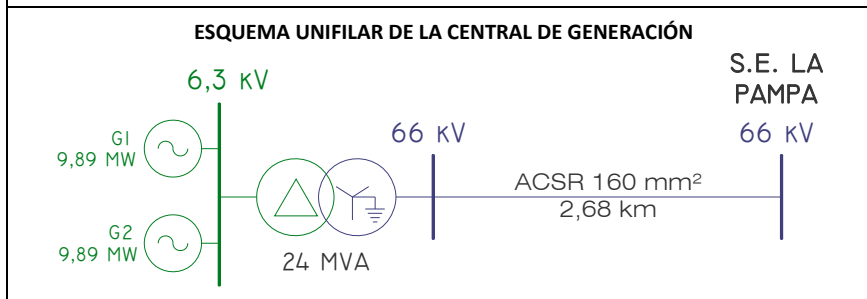 ESQUEMA UNIFILAR DE LA CENTRAL DE GENERACIÓN
6,3 kV
S.E. LA
PAMPA
G1
9,89 MW
66 kV
66 kV
ACSR 160 mm²
2,68 km
G2
9,89 MW
24 MVA